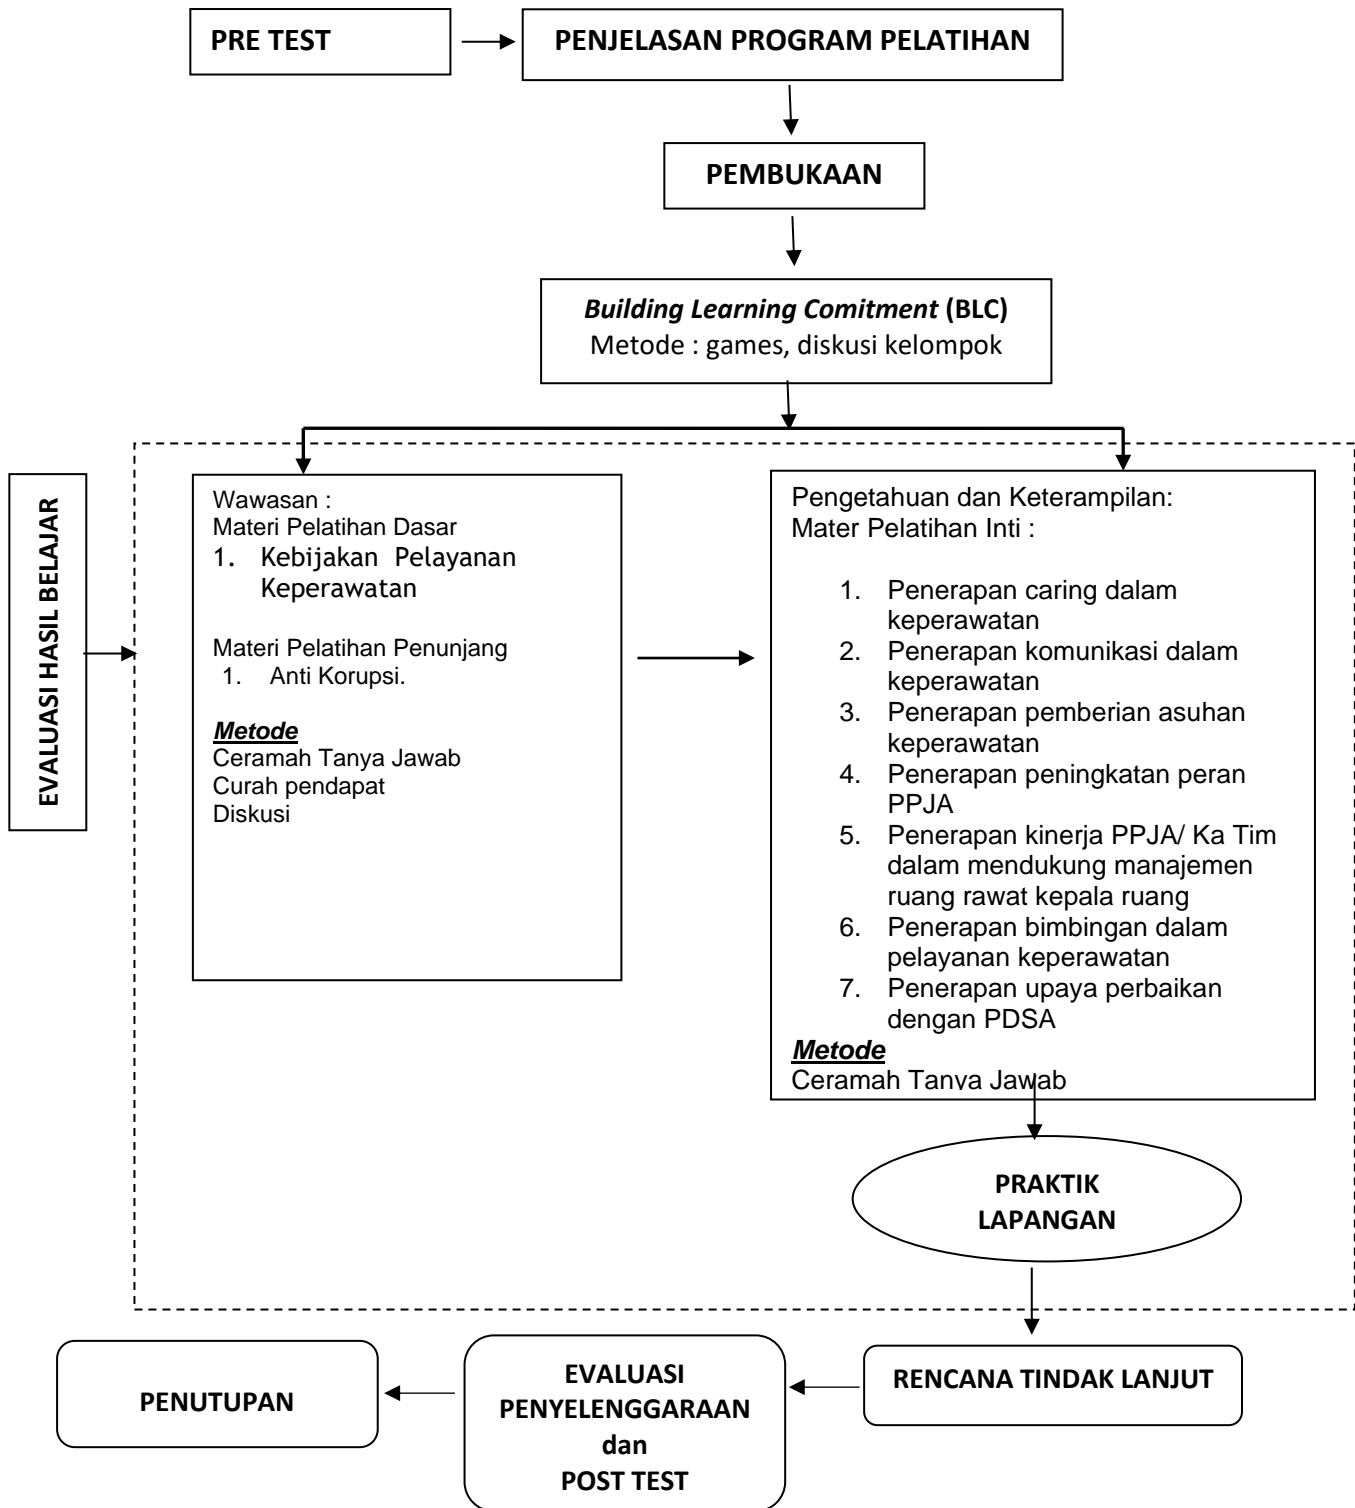 PRE TEST
PENJELASAN PROGRAM PELATIHAN
PEMBUKAAN
Building Learning Comitment (BLC)
Metode : games, diskusi kelompok
EVALUASI HASIL BELAJAR
Wawasan :
Materi Pelatihan Dasar
1. Kebijakan Pelayanan
Keperawatan
Materi Pelatihan Penunjang
1. Anti Korupsi.
Metode
Ceramah Tanya Jawab
Curah pendapat
Diskusi
Pengetahuan dan Keterampilan:
Mater Pelatihan Inti :
1. Penerapan caring dalam
keperawatan
2. Penerapan komunikasi dalam
keperawatan
3. Penerapan pemberian asuhan
keperawatan
4. Penerapan peningkatan peran
PPJA
5. Penerapan kinerja PPJA/ Ka Tim
dalam mendukung manajemen
ruang rawat kepala ruang
6. Penerapan bimbingan dalam
pelayanan keperawatan
7. Penerapan upaya perbaikan
dengan PDSA
Metode
Ceramah Tanya Jawab
PRAKTIK
LAPANGAN
RENCANA TINDAK LANJUT
EVALUASI
PENYELENGGARAAN
dan
POST TEST
PENUTUPAN